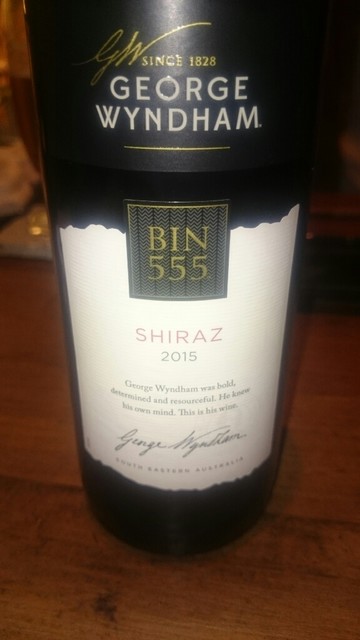 GW
SINCE 1828
GEORGE
WYNDHAM.
BIN
555
SHIRAZ
2015
George Wyndham was bold,
determined and resourceful. He knew
his own mind. This is his wine.
George Wyndham.
SOUTH EASTERN AUSTRALIA